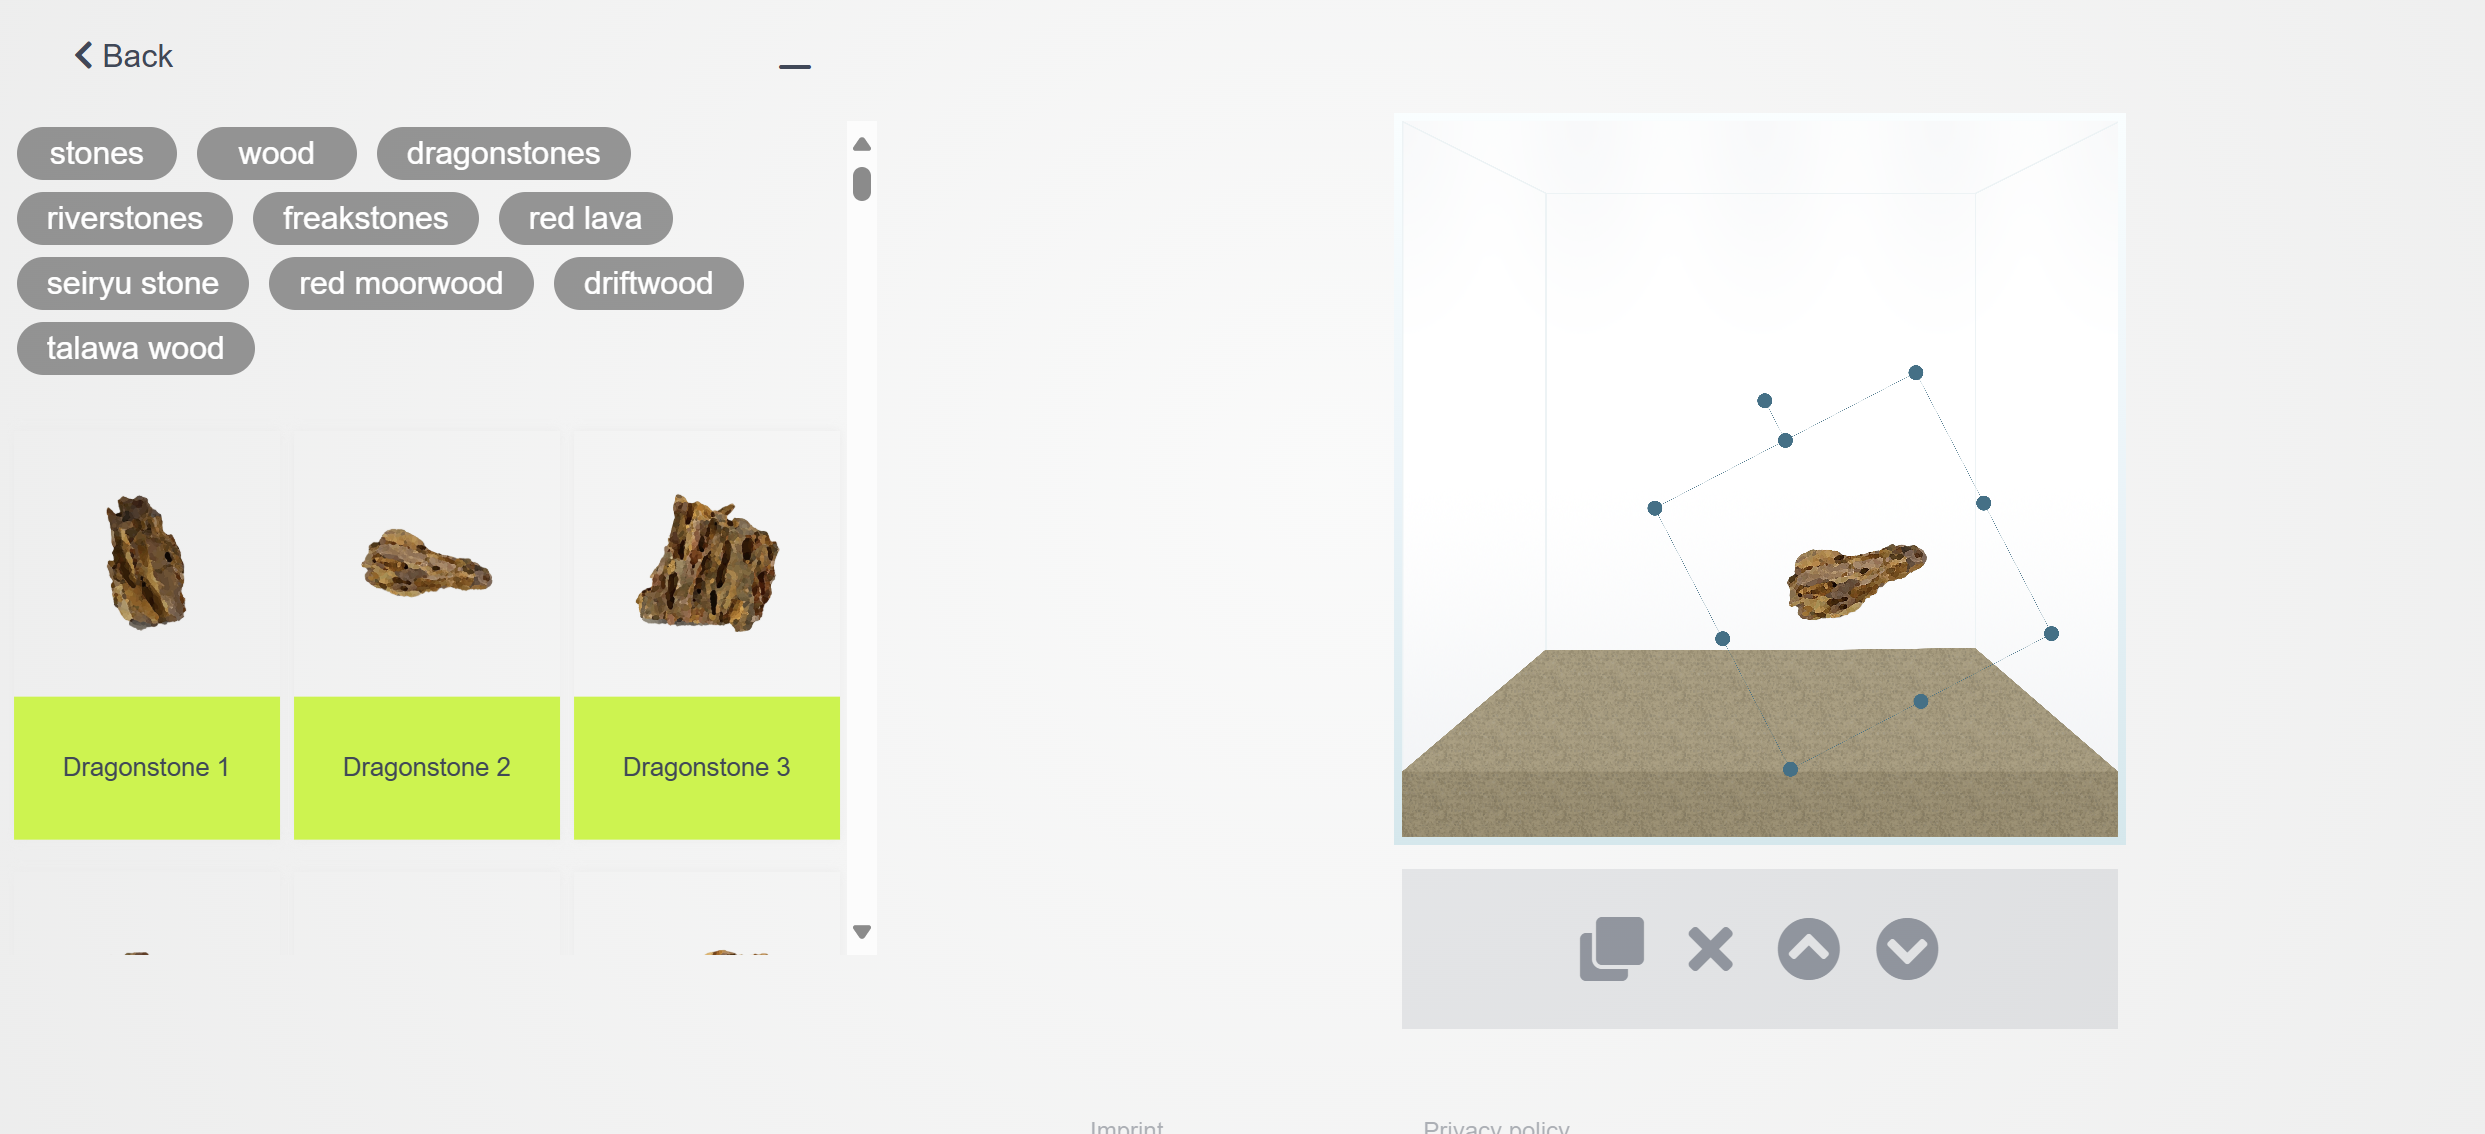 Back
stones wood dragonstones
riverstones freakstones red lava
seiryu stone red moorwood driftwood
talawa wood
Dragonstone 1 Dragonstone 2 Dragonstone 3
Imprint Privacy policy